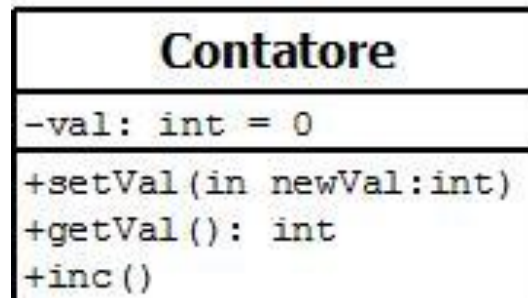 Contatore
-val: int = 0
+setVal(in newVal:int)
+getVal(): int
+inc()